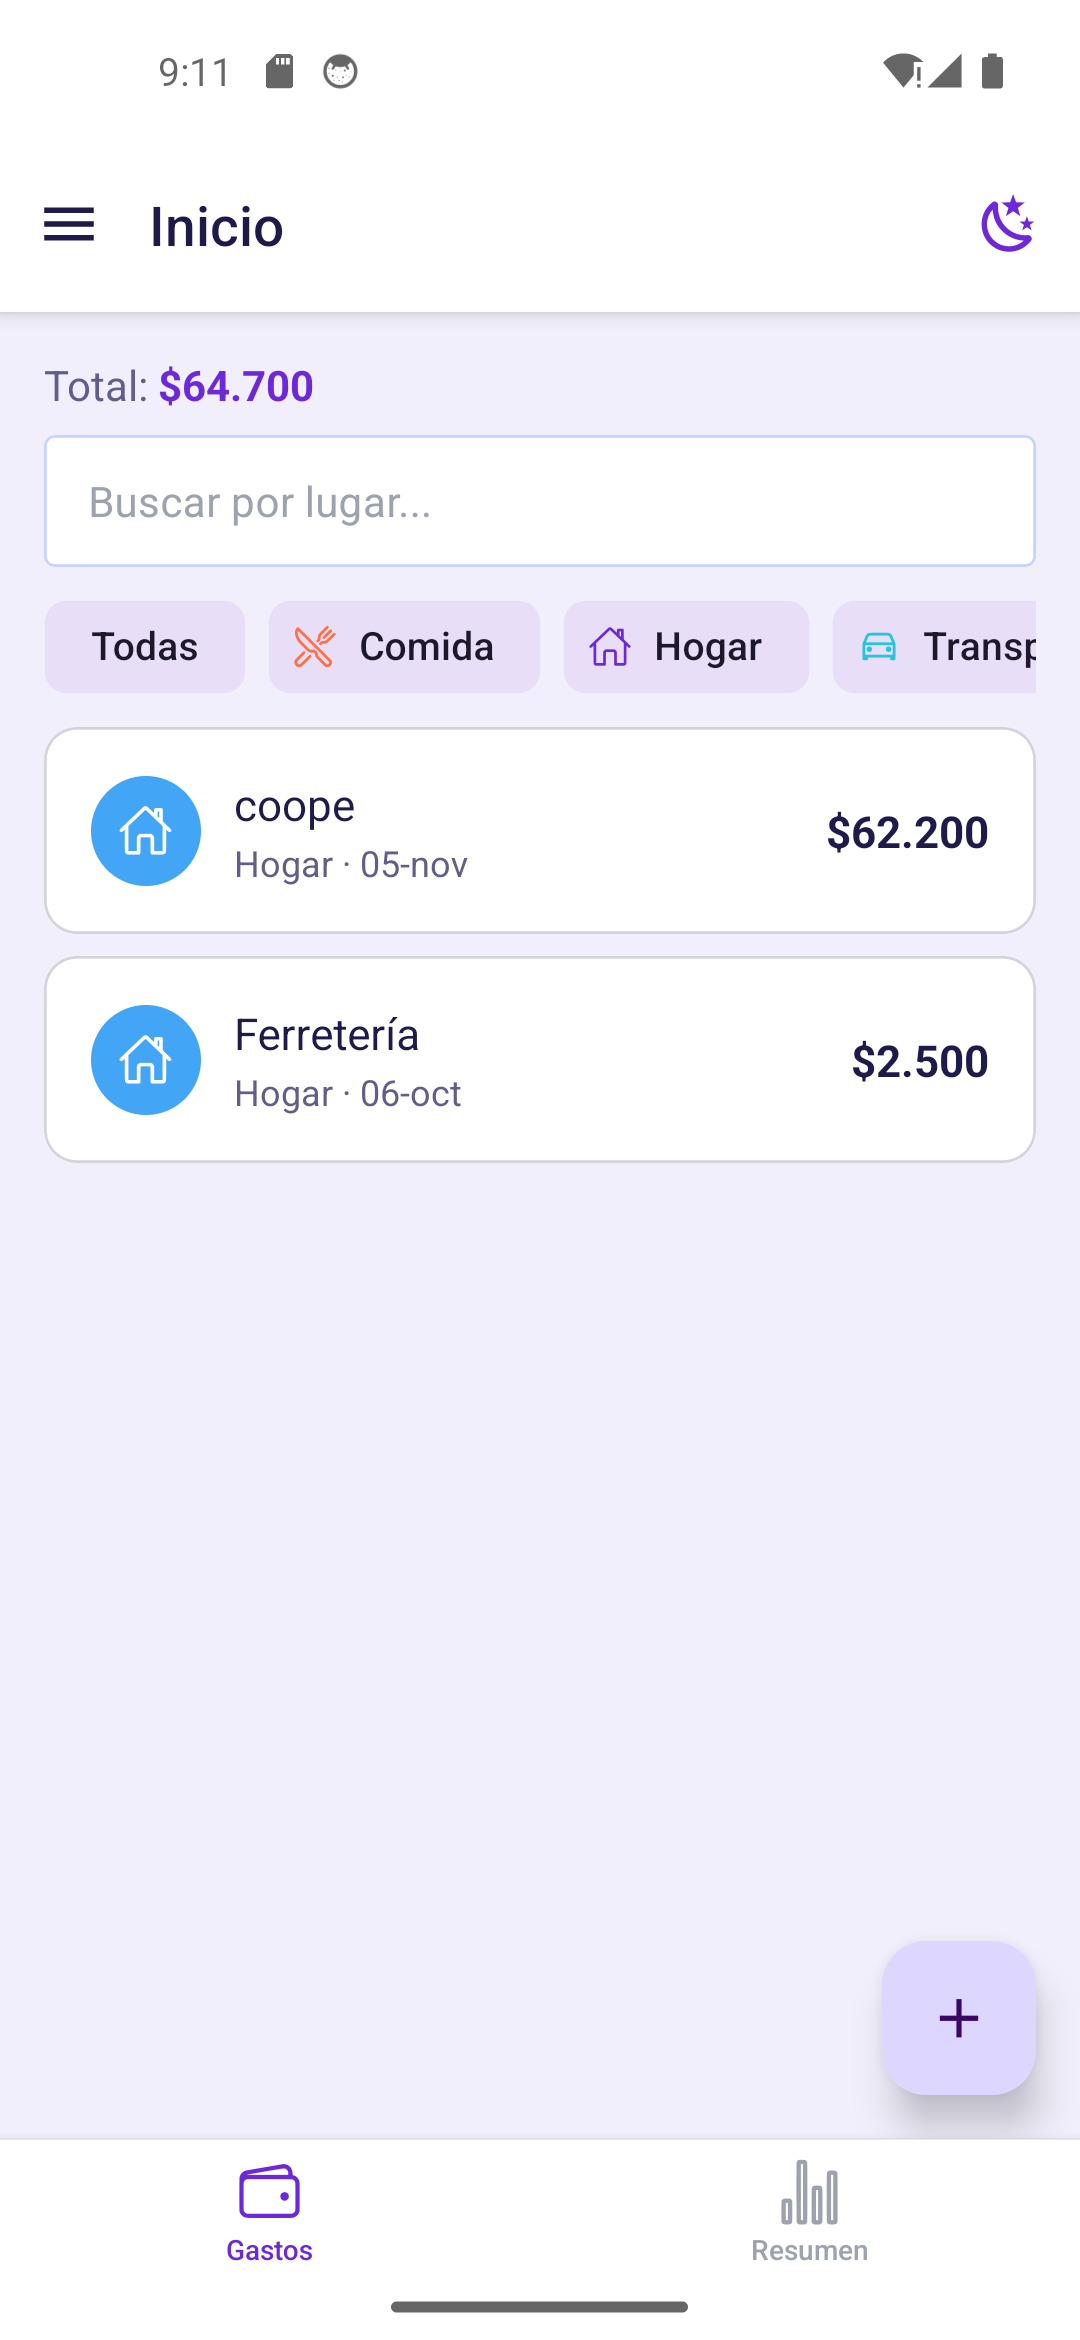 9:11
Inicio
Total: $64.700
Buscar por lugar...
Todas Comida Hogar Transp
coope
Hogar · 05-nov
$62.200
Ferretería
Hogar · 06-oct
$2.500
+
Gastos Resumen